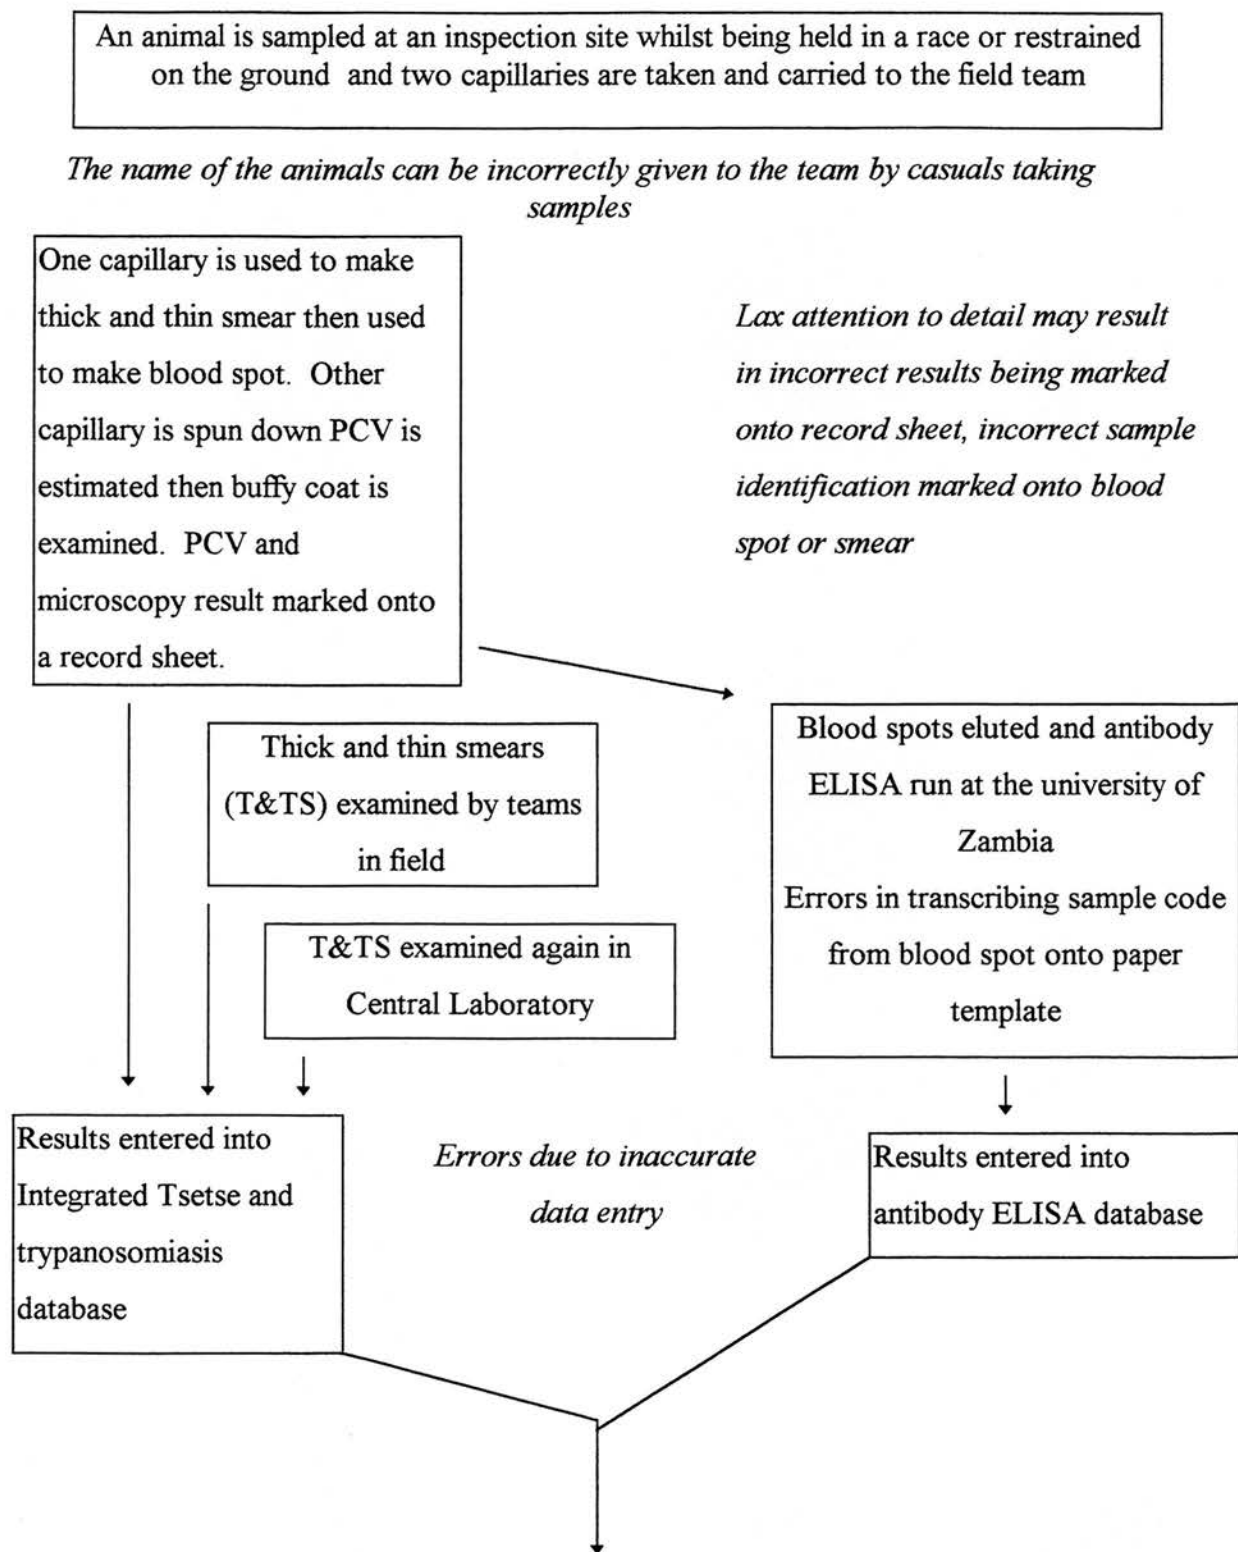 An animal is sampled at an inspection site whilst being held in a race or restrained
on the ground and two capillaries are taken and carried to the field team
The name of the animals can be incorrectly given to the team by casuals taking
samples
One capillary is used to make
thick and thin smear then used
to make blood spot. Other
capillary is spun down PCV is
estimated then buffy coat is
examined. PCV and
microscopy result marked onto
a record sheet.
Lax attention to detail may result
in incorrect results being marked
onto record sheet, incorrect sample
identification marked onto blood
spot or smear
Thick and thin smears
(T&TS) examined by teams
in field
T&TS examined again in
Central Laboratory
Blood spots eluted and antibody
ELISA run at the university of
Zambia
Errors in transcribing sample code
from blood spot onto paper
template
Results entered into
Integrated Tsetse and
trypanosomiasis
database
Errors due to inaccurate
data entry
Results entered into
antibody ELISA database